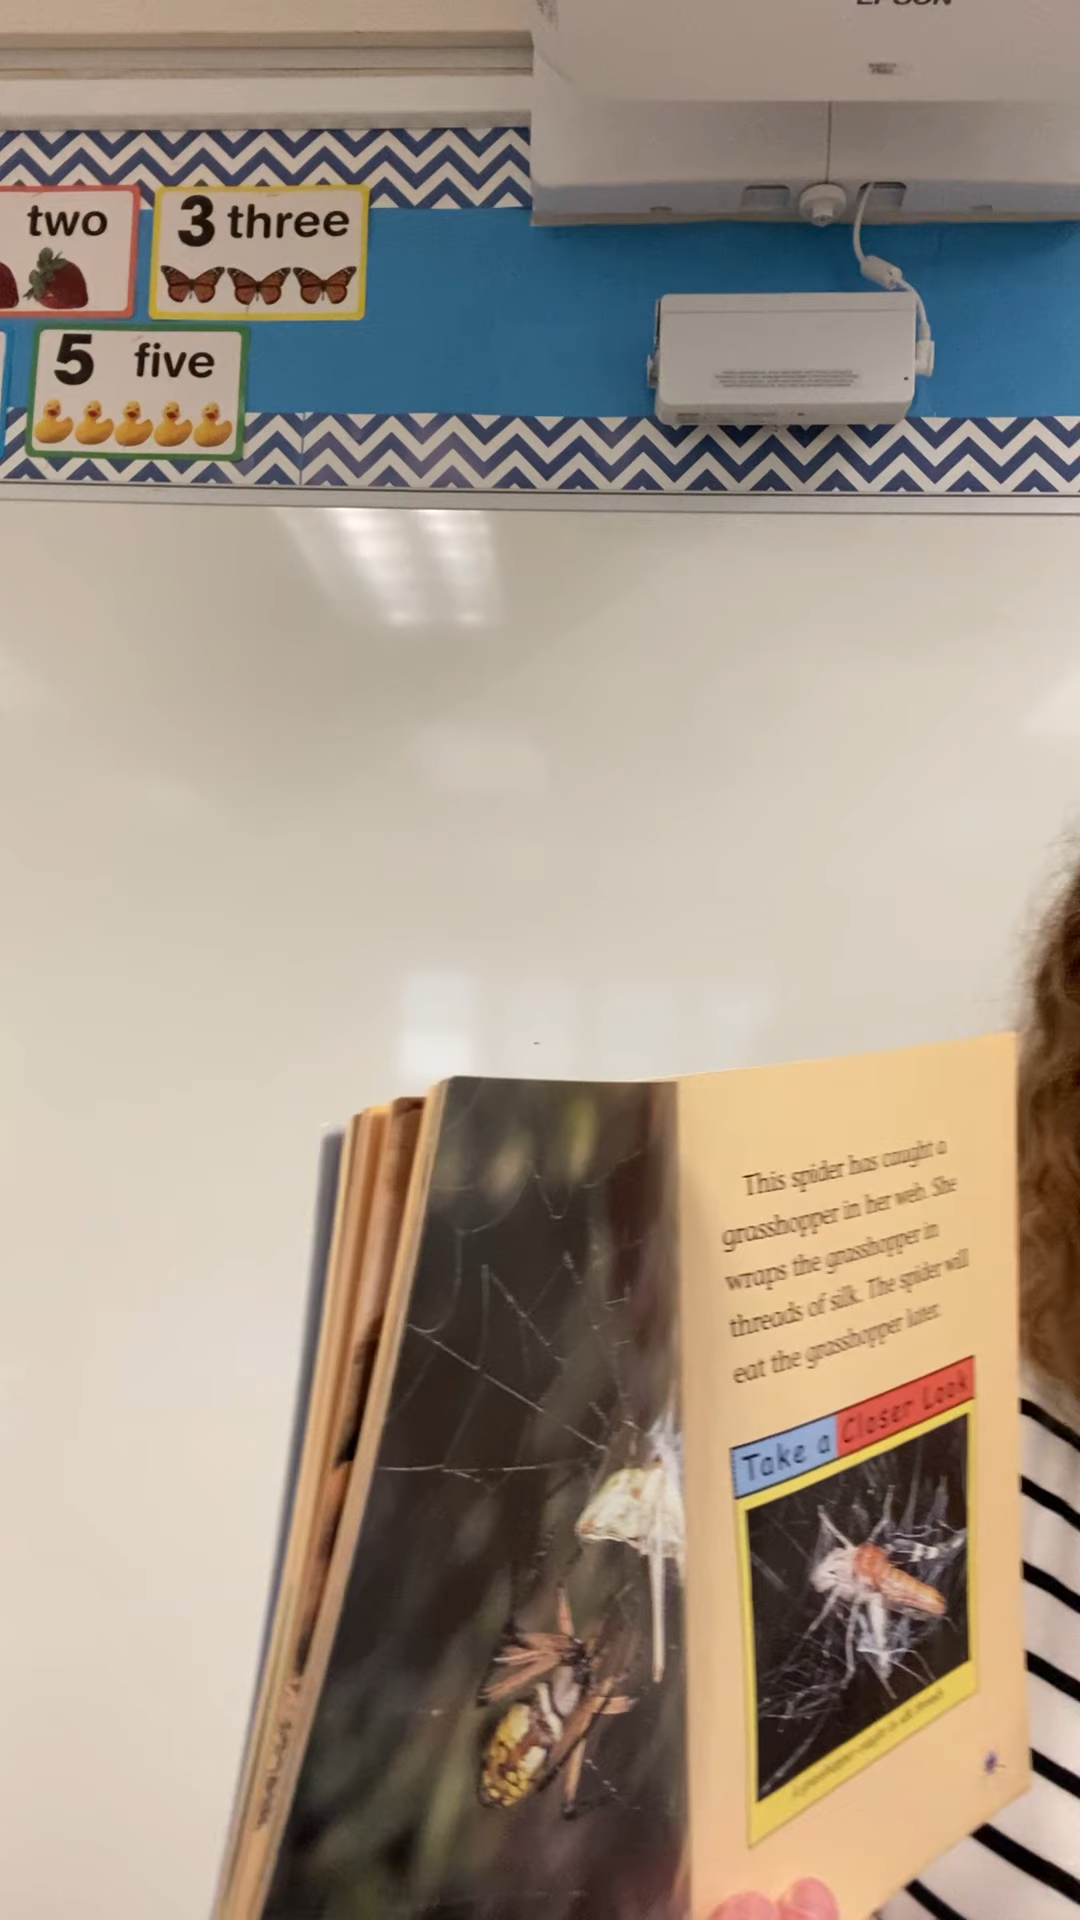 EPSON
two
3 three
5 five
This spider has caught a
grasshopper in her web. She
wraps the grasshopper in
threads of silk. The spider will
eat the grasshopper later.
Take a Closer Look